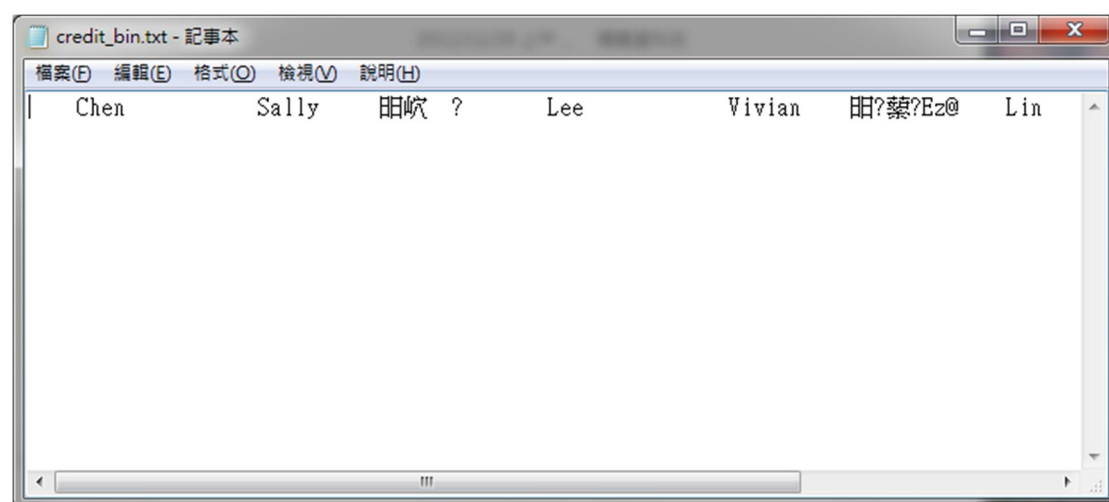 credit_bin.txt - 記事本
檔案(F) 編輯(E) 格式(O) 檢視(V) 說明(H)
Chen Sally ? Lee Vivian ?Ez@ Lin